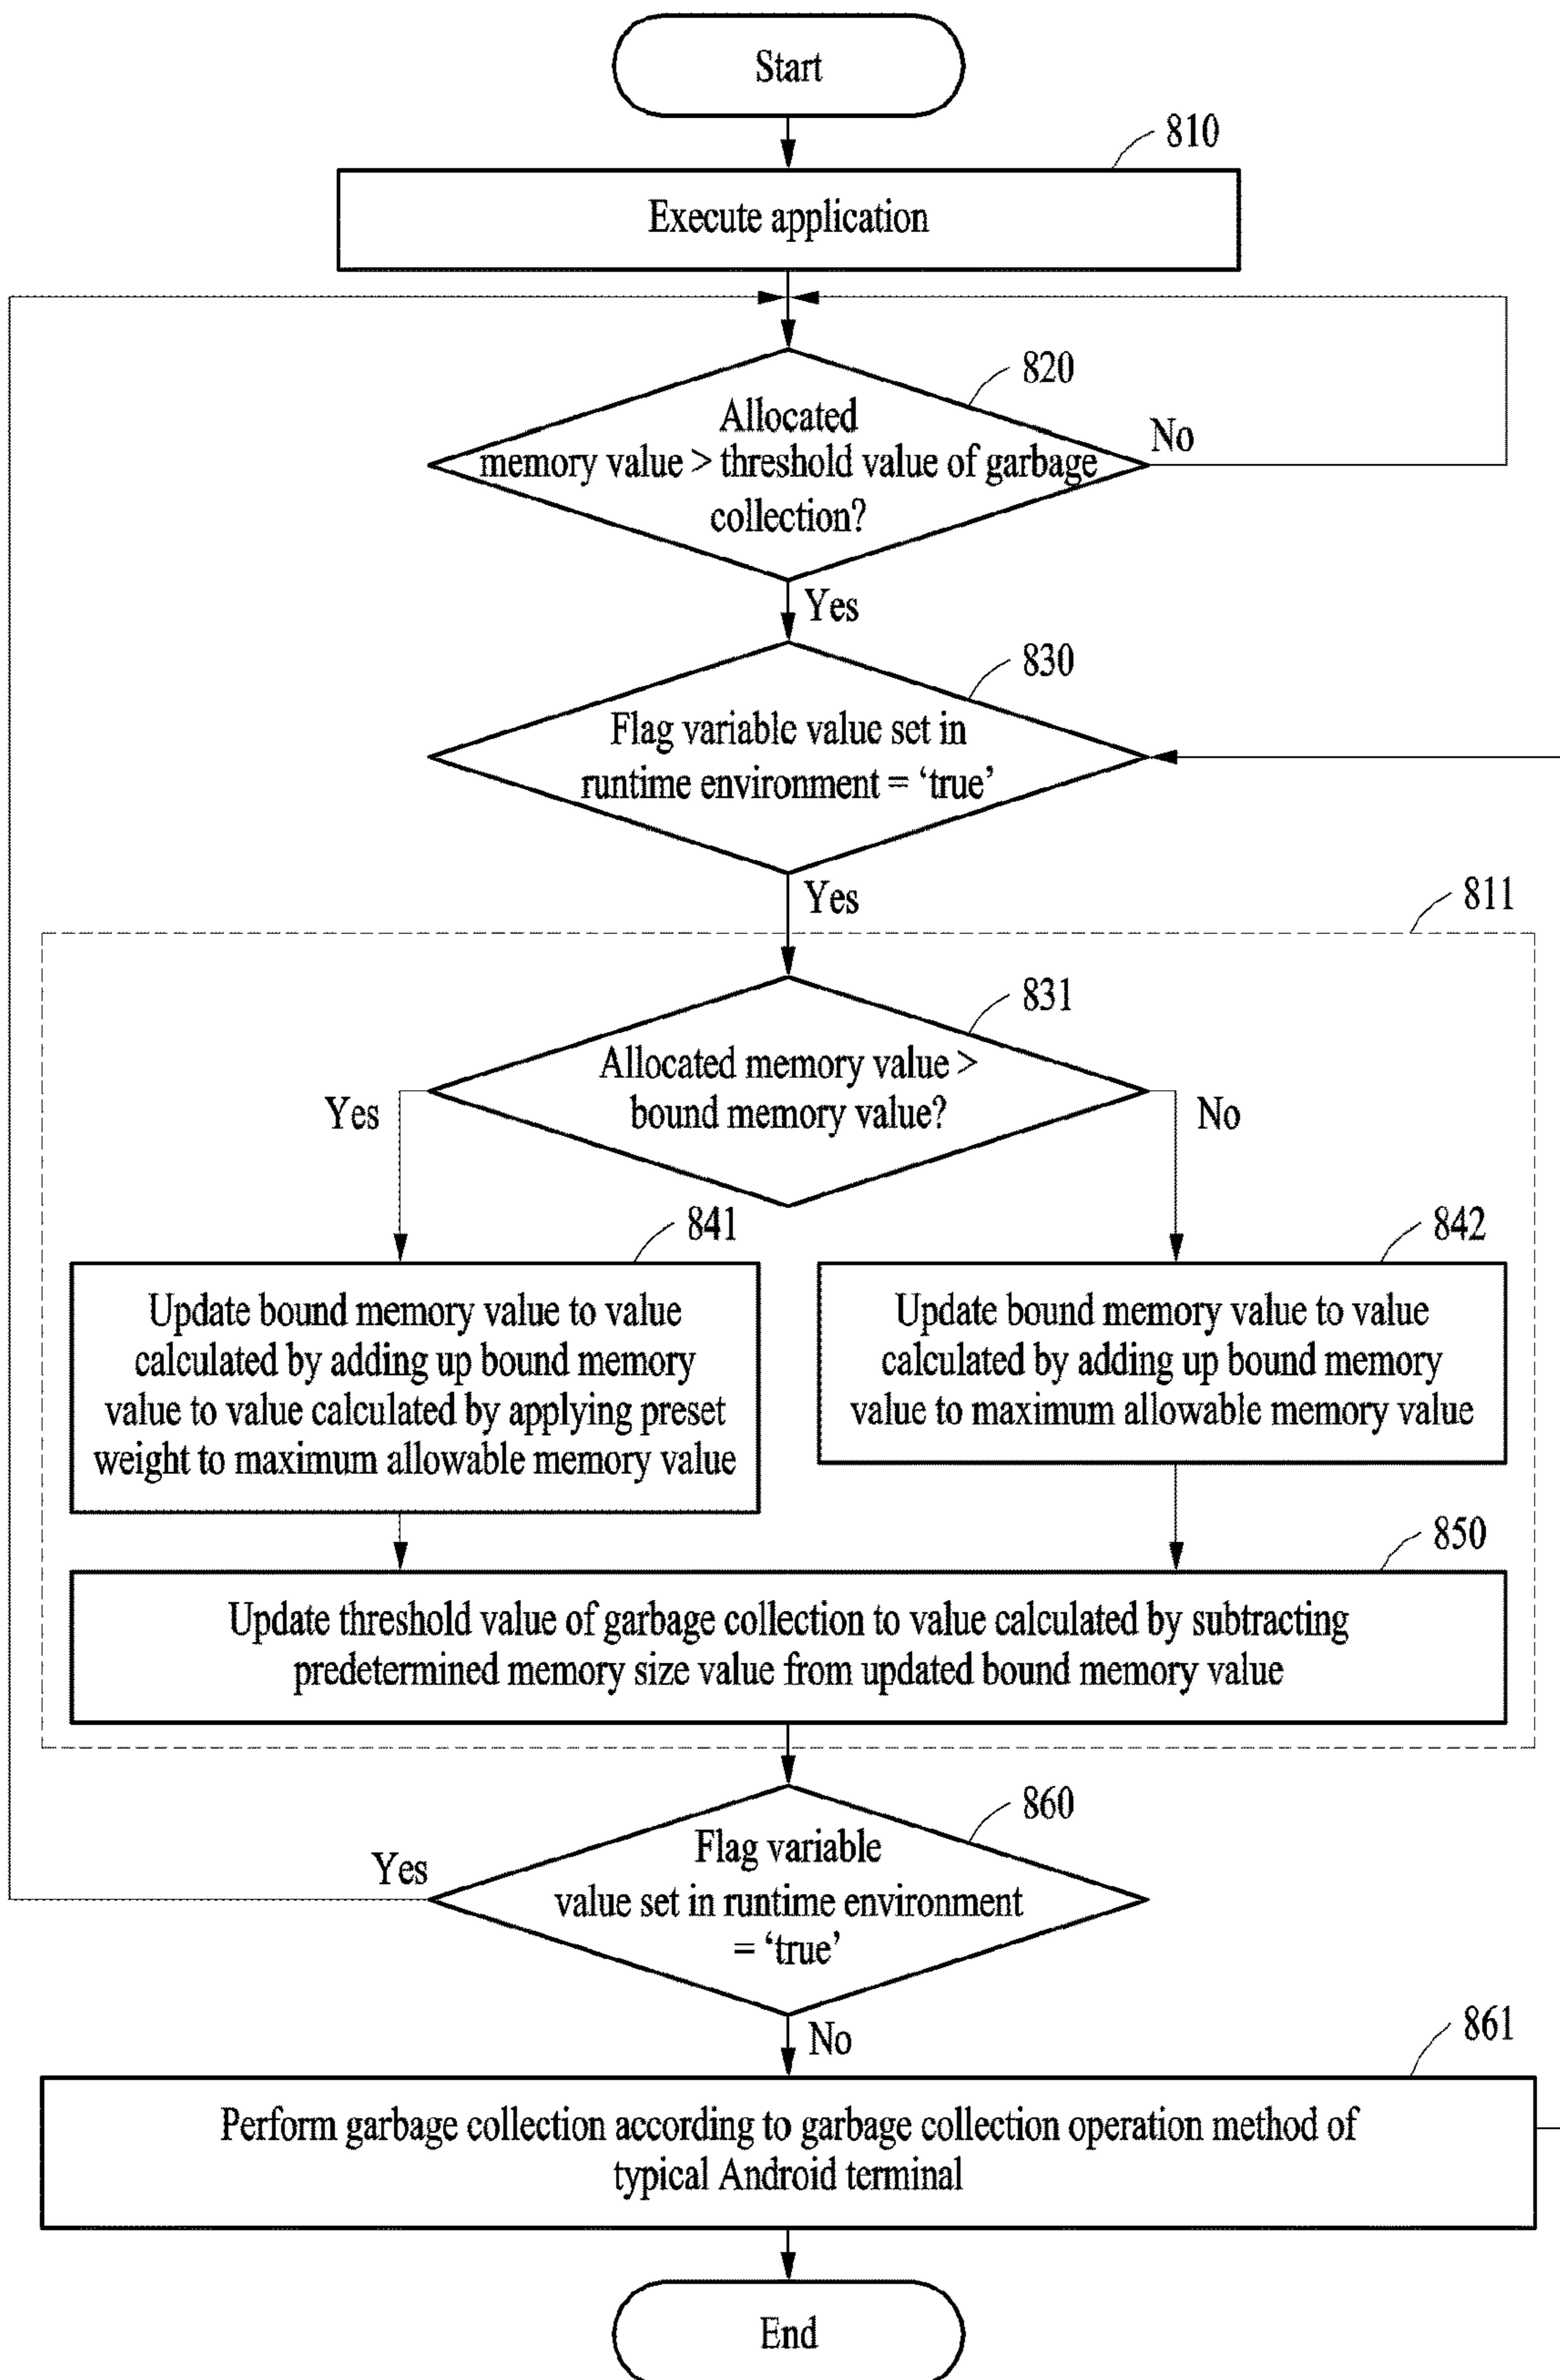 Start
810
Execute application
820
Allocated
memory value > threshold value of garbage
collection?
No
Yes
830
Flag variable value set in
runtime environment = ‘true’
Yes
811
831
Allocated memory value >
bound memory value?
Yes
No
841
842
Update bound memory value to value
calculated by adding up bound memory
value to value calculated by applying preset
weight to maximum allowable memory value
Update bound memory value to value
calculated by adding up bound memory
value to maximum allowable memory value
850
Update threshold value of garbage collection to value calculated by subtracting
predetermined memory size value from updated bound memory value
860
Flag variable
value set in runtime environment
= ‘true’
Yes
No
861
Perform garbage collection according to garbage collection operation method of
typical Android terminal
End